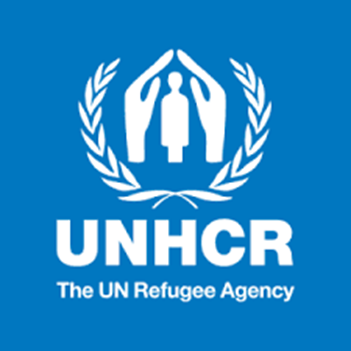 UNHCR
The UN Refugee Agency